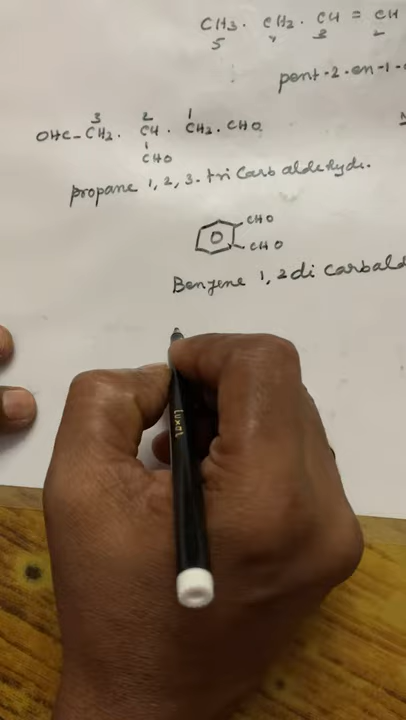 CH3 . CH2 . CH = CH
5 4 3 2
pent-2-en-1-
3 2 1
OHC-CH2. CH. CH2. CHO
CHO
propane 1, 2, 3. tri Carb aldehyde.
CHO
CHO
Benzene 1, 2 di carbald
Luxor